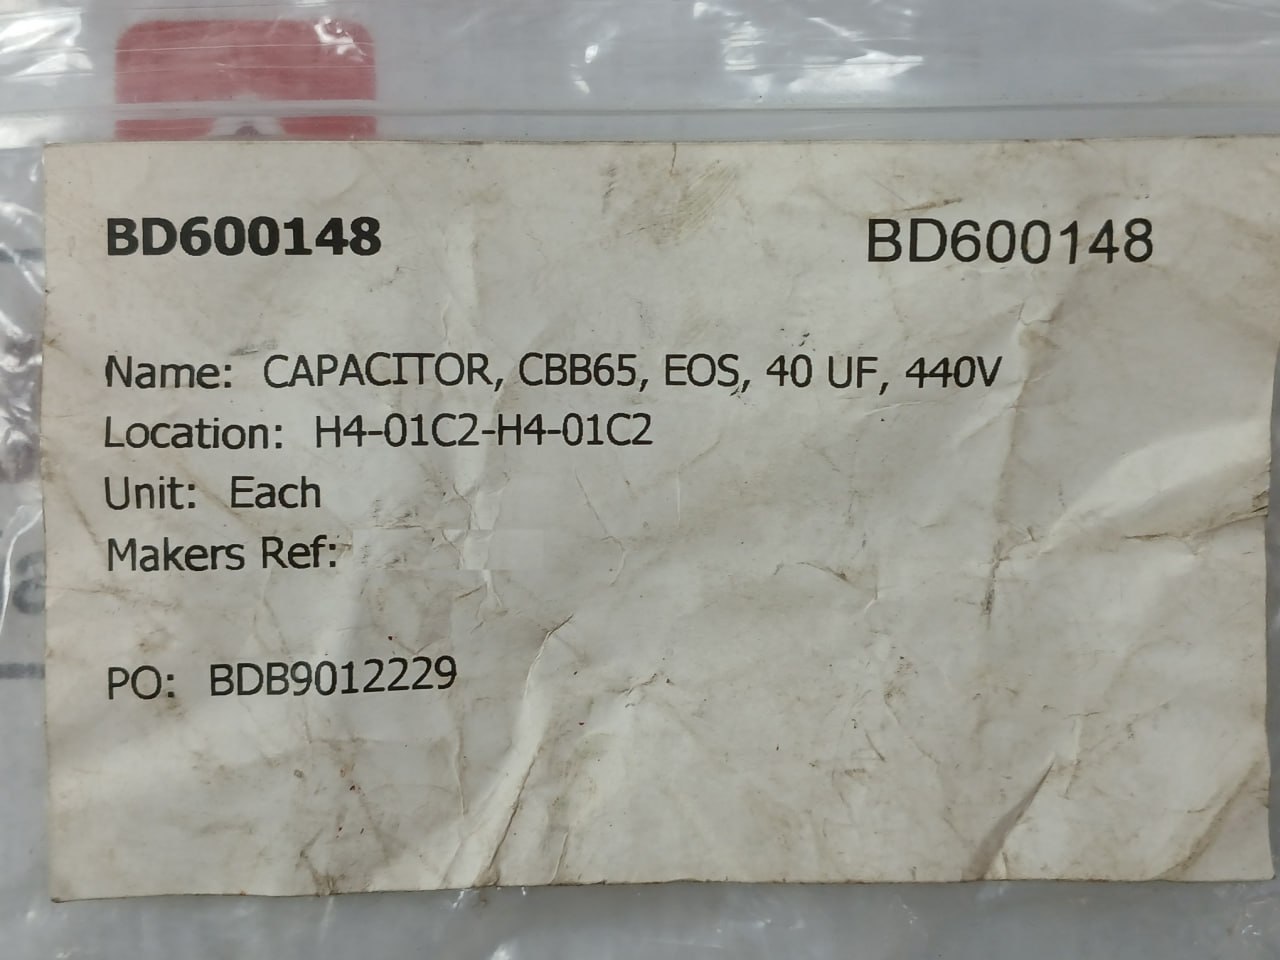 BD600148 BD600148
Name: CAPACITOR, CBB65, EOS, 40 UF, 440V
Location: H4-01C2-H4-01C2
Unit: Each
Makers Ref:
PO: BDB9012229